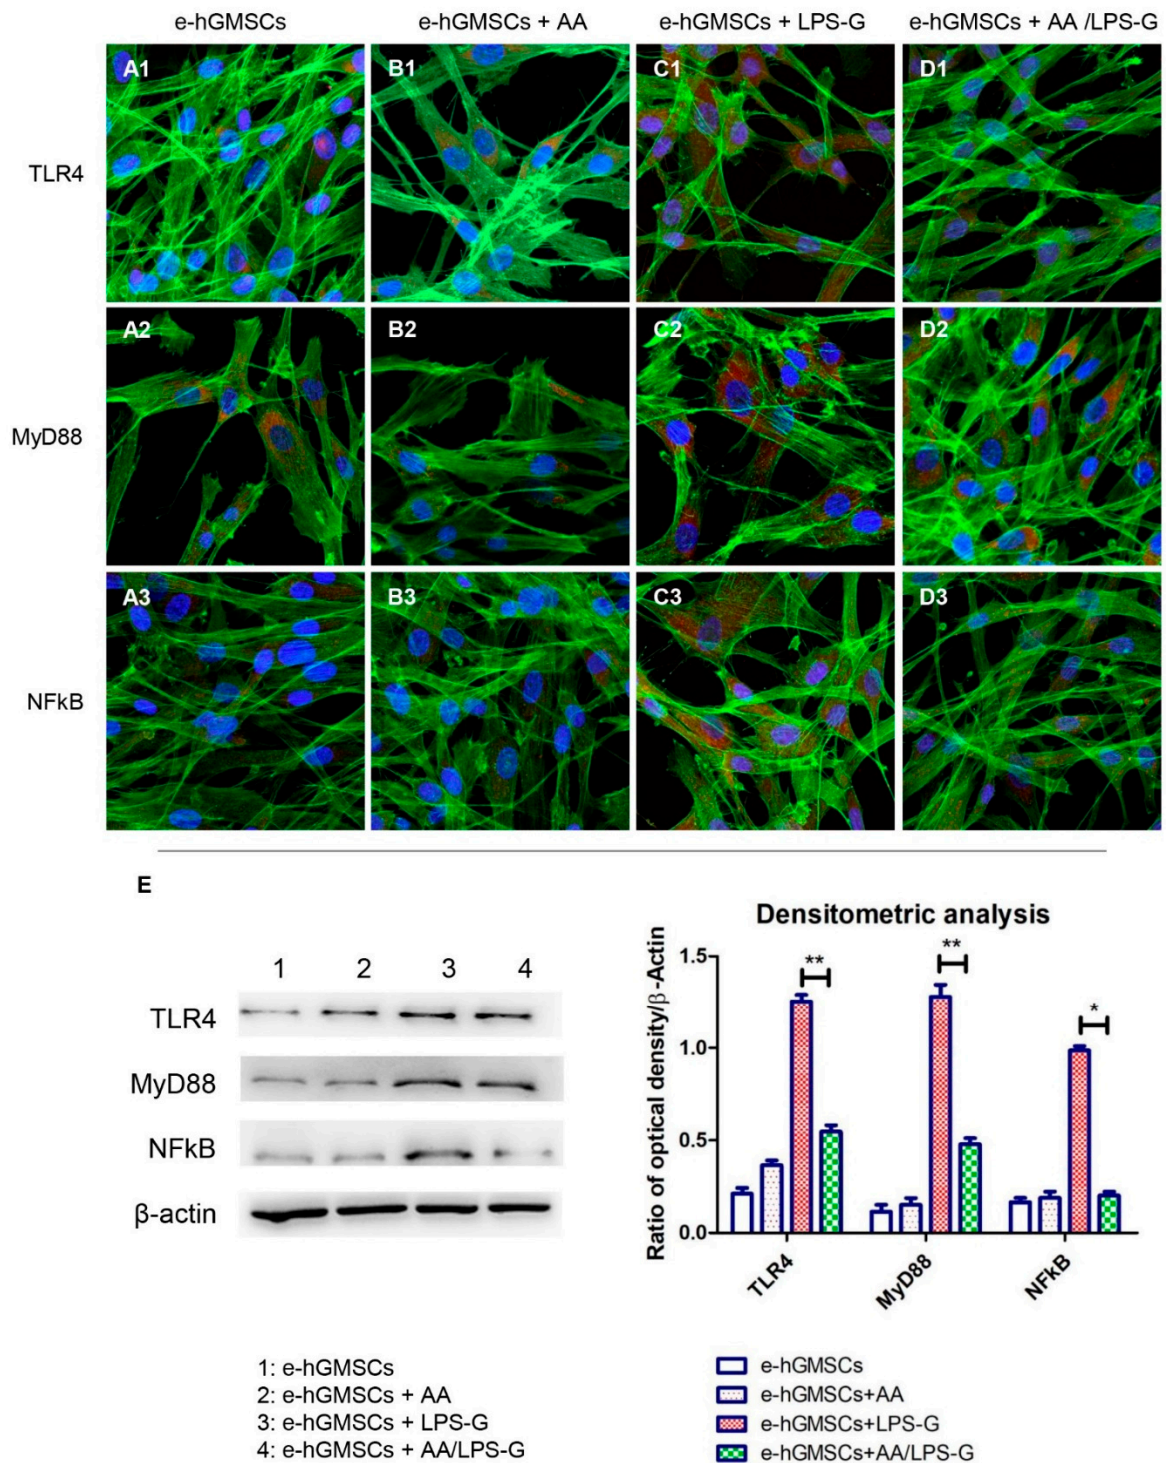 e-hGMSCs e-hGMSCs + AA e-hGMSCs + LPS-G e-hGMSCs + AA /LPS-G
TLR4 A1 B1 C1 D1
MyD88 A2 B2 C2 D2
NFkB A3 B3 C3 D3
E
1 2 3 4
TLR4
MyD88
NFkB
β-actin
1: e-hGMSCs
2: e-hGMSCs + AA
3: e-hGMSCs + LPS-G
4: e-hGMSCs + AA/LPS-G
Densitometric analysis
Ratio of optical density/β-Actin
1.5
1.0
0.5
0.0
** ** *
TLR4 MyD88 NFkB
e-hGMSCs
e-hGMSCs+AA
e-hGMSCs+LPS-G
e-hGMSCs+AA/LPS-G